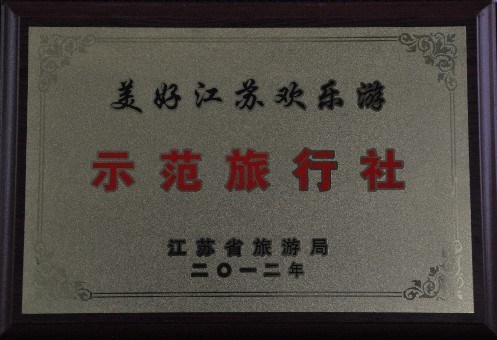 美好江苏欢乐游
示范旅行社
江苏省旅游局
二〇一二年